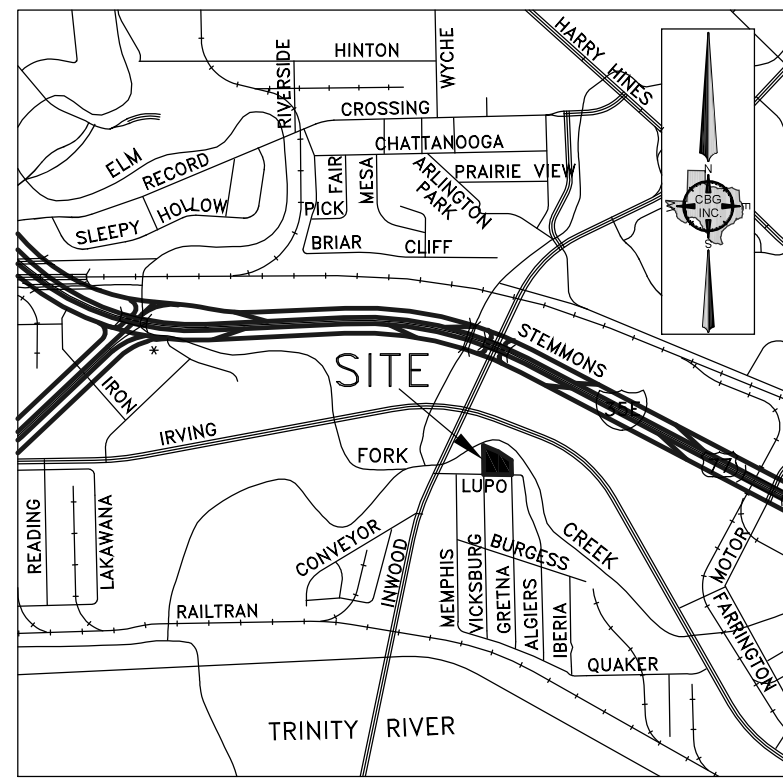 HINTON
WYCHE
HARRY HINES
RIVERSIDE
CROSSING
CHATTANOOGA
ELM
RECORD
FAIR
MESA
ARLINGTON
PARK
PRAIRIE VIEW
PICK
HOLLOW
SLEEPY
BRIAR
CLIFF
N
CBG
INC.
W
E
S
STEMMONS
SITE
35E
77
*
IRON
IRVING
FORK
LUPO
READING
LAKAWANA
CONVEYOR
INWOOD
MEMPHIS
VICKSBURG
GRETNA
ALGIERS
IBERIA
BURGESS
CREEK
MOTOR
FARRINGTON
RAILTRAN
QUAKER
TRINITY RIVER